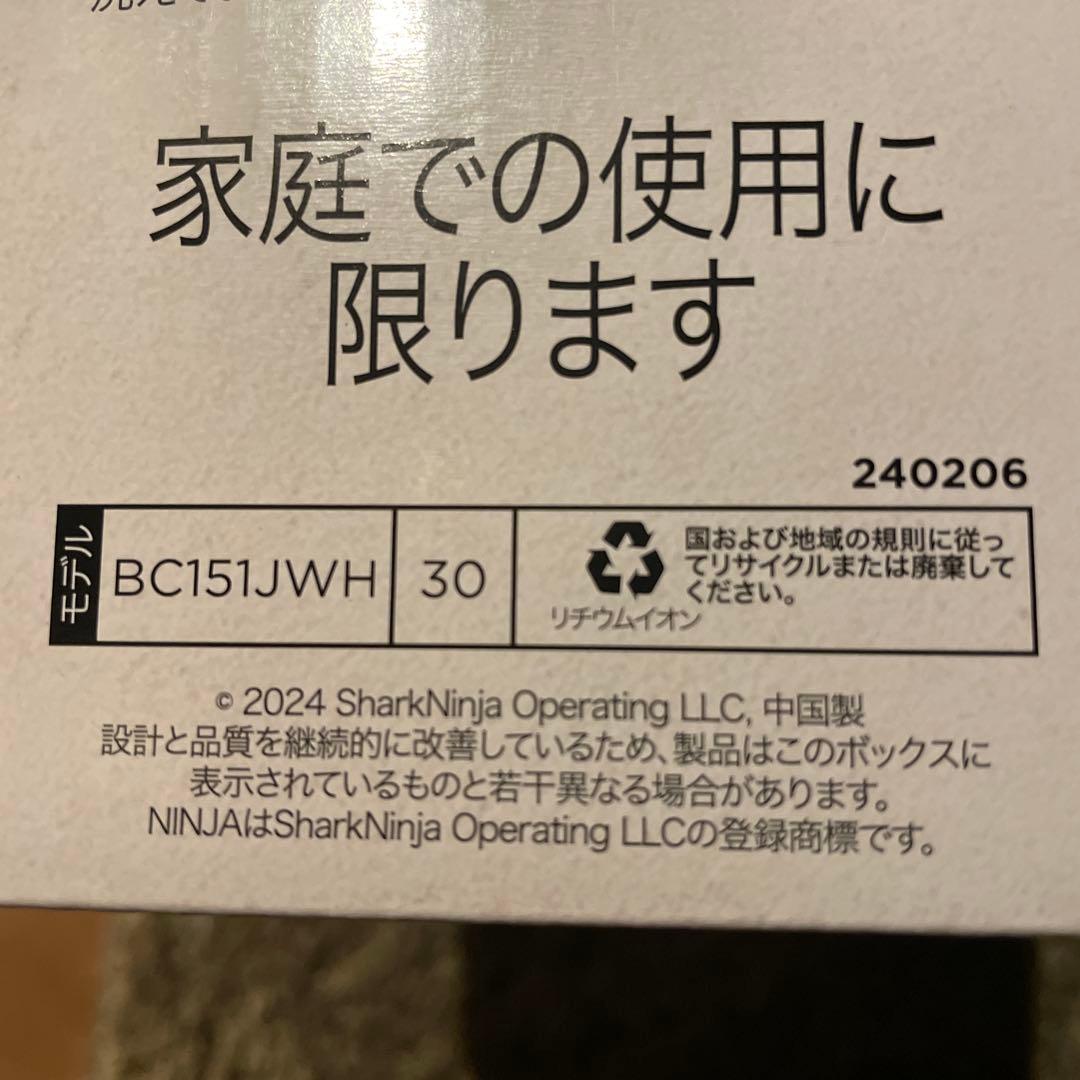 家庭での使用に
限ります
240206
モデル
BC151JWH
30
リチウムイオン
国および地域の規則に従っ
てリサイクルまたは廃棄して
ください。
© 2024 SharkNinja Operating LLC, 中国製
設計と品質を継続的に改善しているため、製品はこのボックスに
表示されているものと若干異なる場合があります。
NINJAはSharkNinja Operating LLCの登録商標です。